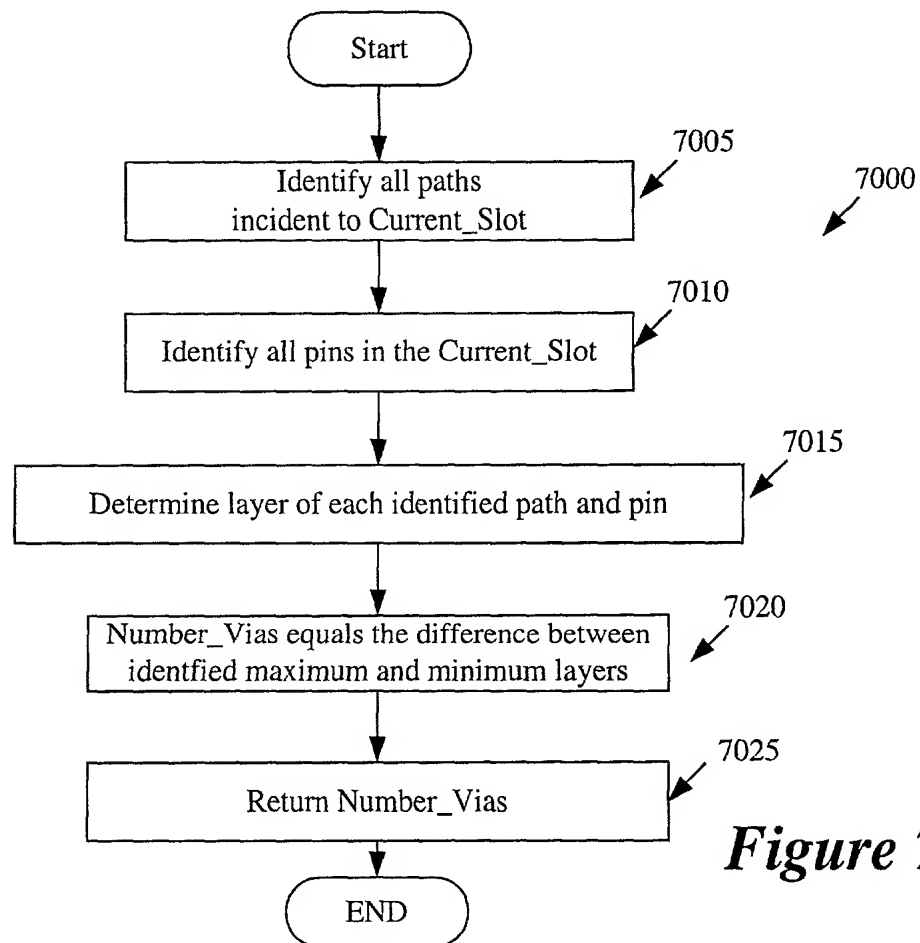 Start
7005
Identify all paths
incident to Current_Slot
7000
7010
Identify all pins in the Current_Slot
7015
Determine layer of each identified path and pin
7020
Number_Vias equals the difference between
identfied maximum and minimum layers
7025
Return Number_Vias
Figure
END